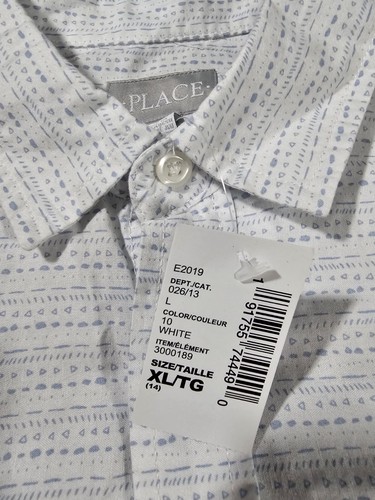 ·PLACE·
E2019
DEPT./CAT.
026/13
L
COLOR/COULEUR
10
WHITE
ITEM/ÉLÉMENT
3000189
SIZE/TAILLE
XL/TG
(14)
1 91755 74449 0